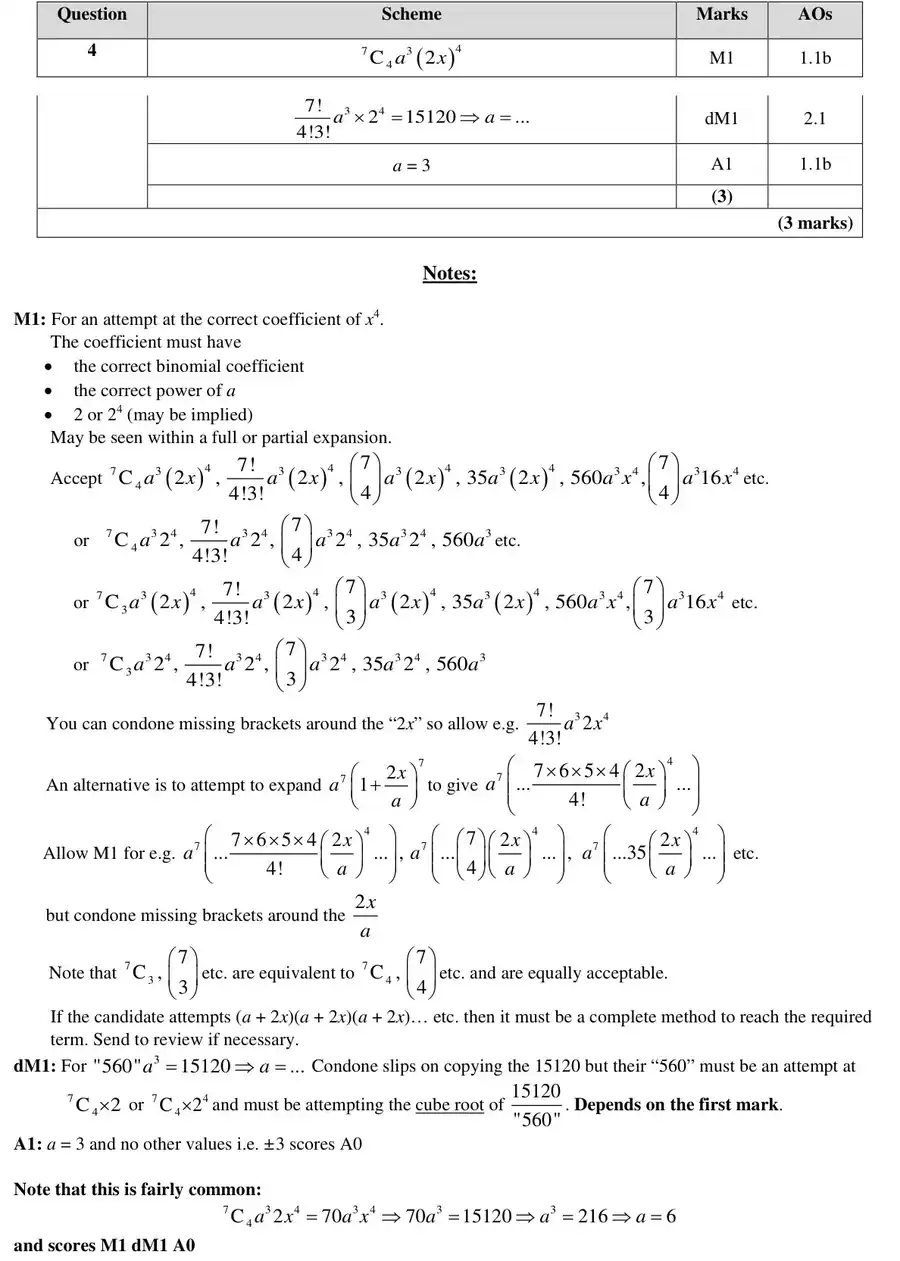 Question Scheme Marks AOs
4 ⁷C₄a³(2x)⁴ M1 1.1b
7!/4!3! a³ × 2⁴ = 15120 ⇒ a = ... dM1 2.1
a = 3 A1 1.1b
(3)
(3 marks)
Notes:
M1: For an attempt at the correct coefficient of x⁴.
The coefficient must have
• the correct binomial coefficient
• the correct power of a
• 2 or 2⁴ (may be implied)
May be seen within a full or partial expansion.
Accept ⁷C₄a³(2x)⁴, 7!/4!3! a³(2x)⁴, (7 4)a³(2x)⁴, 35a³(2x)⁴, 560a³x⁴, (7 4)a³16x⁴ etc.
or ⁷C₄a³2⁴, 7!/4!3! a³2⁴, (7 4)a³2⁴, 35a³2⁴, 560a³ etc.
or ⁷C₃a³(2x)⁴, 7!/4!3! a³(2x)⁴, (7 3)a³(2x)⁴, 35a³(2x)⁴, 560a³x⁴, (7 3)a³16x⁴ etc.
or ⁷C₃a³2⁴, 7!/4!3! a³2⁴, (7 3)a³2⁴, 35a³2⁴, 560a³
You can condone missing brackets around the “2x” so allow e.g. 7!/4!3! a³2x⁴
An alternative is to attempt to expand a⁷(1+2x/a)⁷ to give a⁷(... 7×6×5×4/4! (2x/a)⁴ ...)
Allow M1 for e.g. a⁷(... 7×6×5×4/4! (2x/a)⁴ ...), a⁷(...(7 4)(2x/a)⁴ ...), a⁷(...35(2x/a)⁴ ...) etc.
but condone missing brackets around the 2x/a
Note that ⁷C₃, (7 3) etc. are equivalent to ⁷C₄, (7 4) etc. and are equally acceptable.
If the candidate attempts (a + 2x)(a + 2x)(a + 2x)… etc. then it must be a complete method to reach the required
term. Send to review if necessary.
dM1: For "560"a³ = 15120 ⇒ a = ... Condone slips on copying the 15120 but their “560” must be an attempt at
⁷C₄×2 or ⁷C₄×2⁴ and must be attempting the cube root of 15120/"560". Depends on the first mark.
A1: a = 3 and no other values i.e. ±3 scores A0
Note that this is fairly common:
⁷C₄a³2x⁴ = 70a³x⁴ ⇒ 70a³ = 15120 ⇒ a³ = 216 ⇒ a = 6
and scores M1 dM1 A0